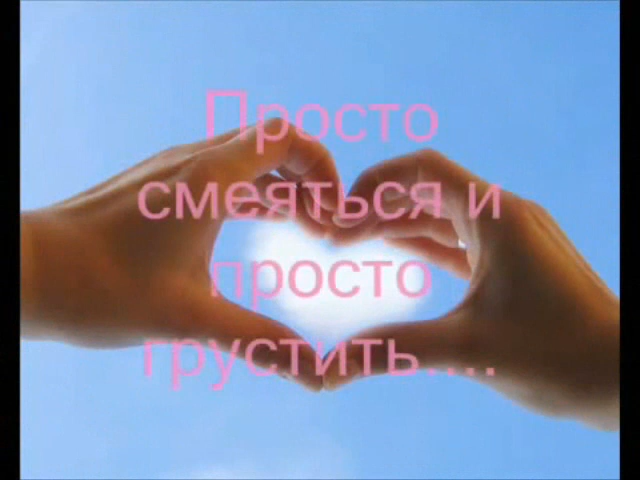 Просто
смеяться и
просто
грустить....